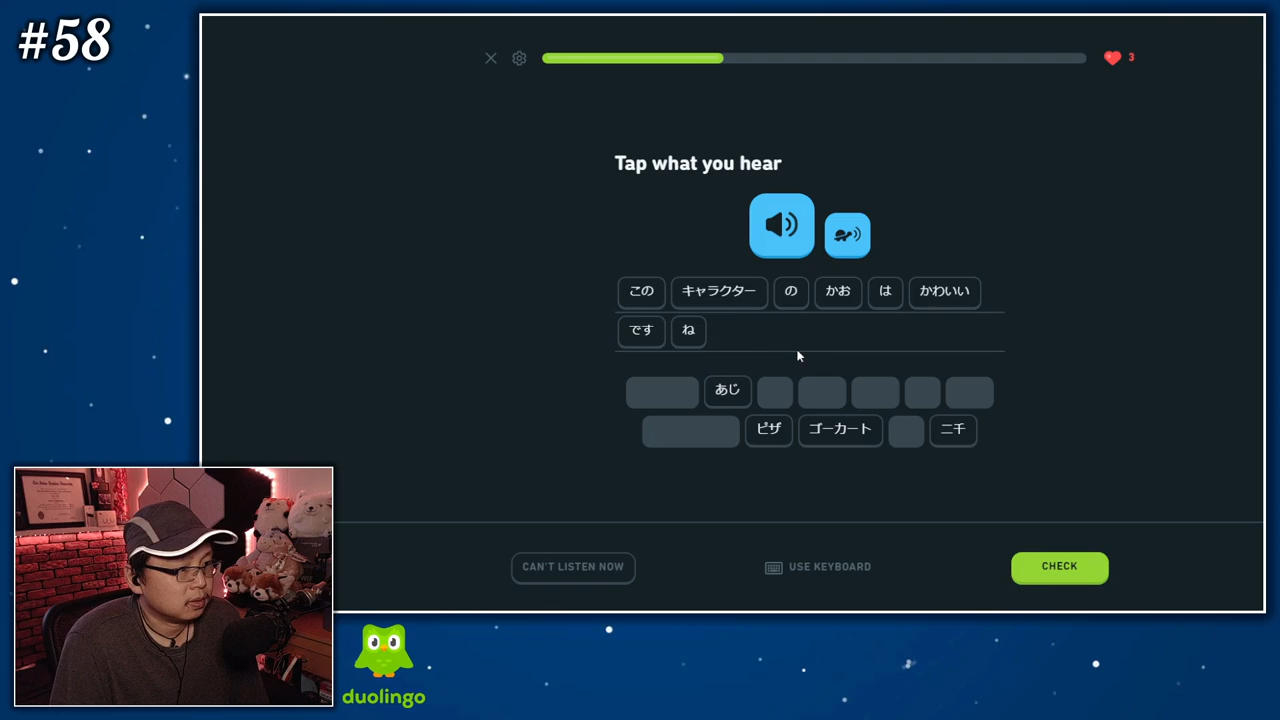 #58
3
Tap what you hear
この キャラクター の かお は かわいい
です ね
あじ
ピザ ゴーカート 二千
CAN'T LISTEN NOW USE KEYBOARD CHECK
duolingo